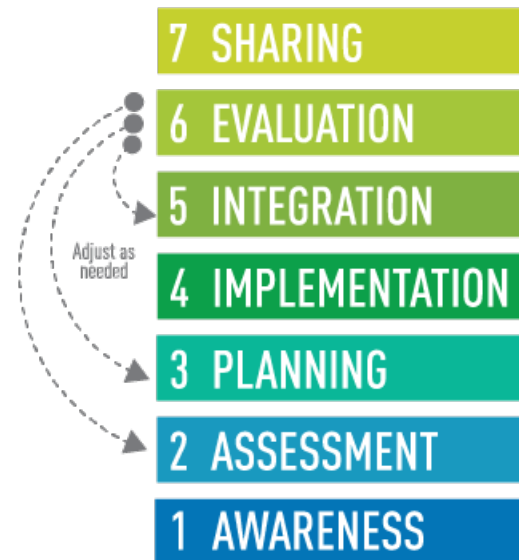 7 SHARING
6 EVALUATION
5 INTEGRATION
Adjust as
needed
4 IMPLEMENTATION
3 PLANNING
2 ASSESSMENT
1 AWARENESS